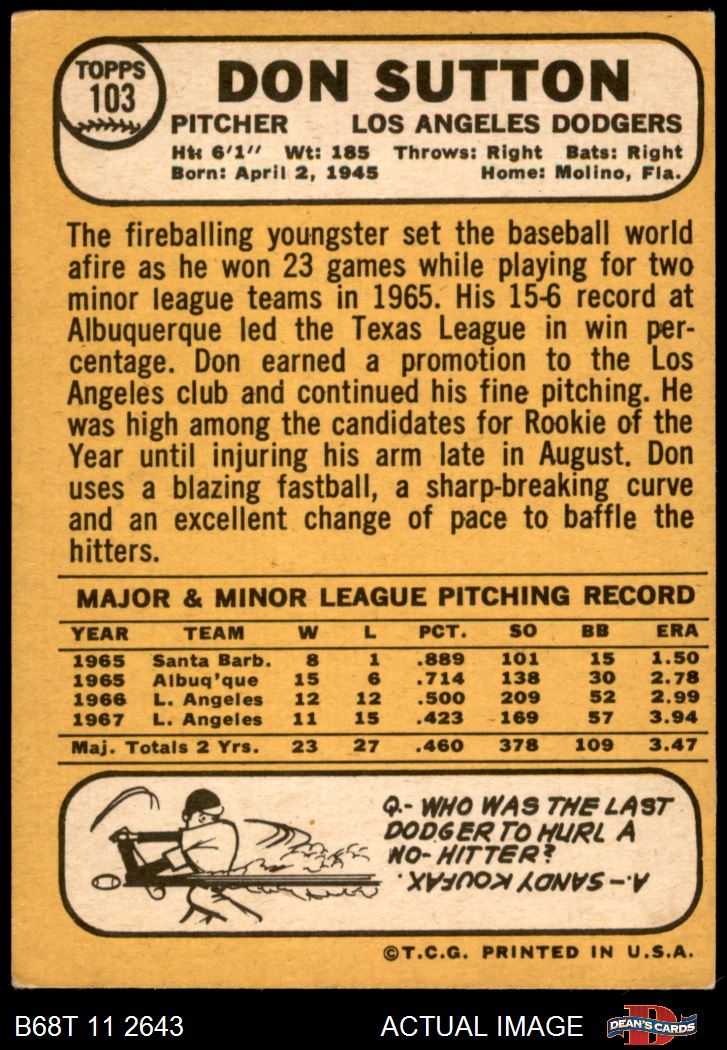 TOPPS
103
DON SUTTON
PITCHER LOS ANGELES DODGERS
Ht: 6'1" Wt: 185 Throws: Right Bats: Right
Born: April 2, 1945 Home: Molino, Fla.
The fireballing youngster set the baseball world
afire as he won 23 games while playing for two
minor league teams in 1965. His 15-6 record at
Albuquerque led the Texas League in win per-
centage. Don earned a promotion to the Los
Angeles club and continued his fine pitching. He
was high among the candidates for Rookie of the
Year until injuring his arm late in August. Don
uses a blazing fastball, a sharp-breaking curve
and an excellent change of pace to baffle the
hitters.
MAJOR & MINOR LEAGUE PITCHING RECORD
YEAR TEAM W L PCT. SO BB ERA
1965 Santa Barb. 8 1 .889 101 15 1.50
1965 Albuq'que 15 6 .714 138 30 2.78
1966 L. Angeles 12 12 .500 209 52 2.99
1967 L. Angeles 11 15 .423 169 57 3.94
Maj. Totals 2 Yrs. 23 27 .460 378 109 3.47
Q.- WHO WAS THE LAST
DODGER TO HURL A
NO-HITTER?
A.- SANDY KOUFAX.
©T.C.G. PRINTED IN U.S.A.
B68T 11 2643 ACTUAL IMAGE DEAN'S CARDS